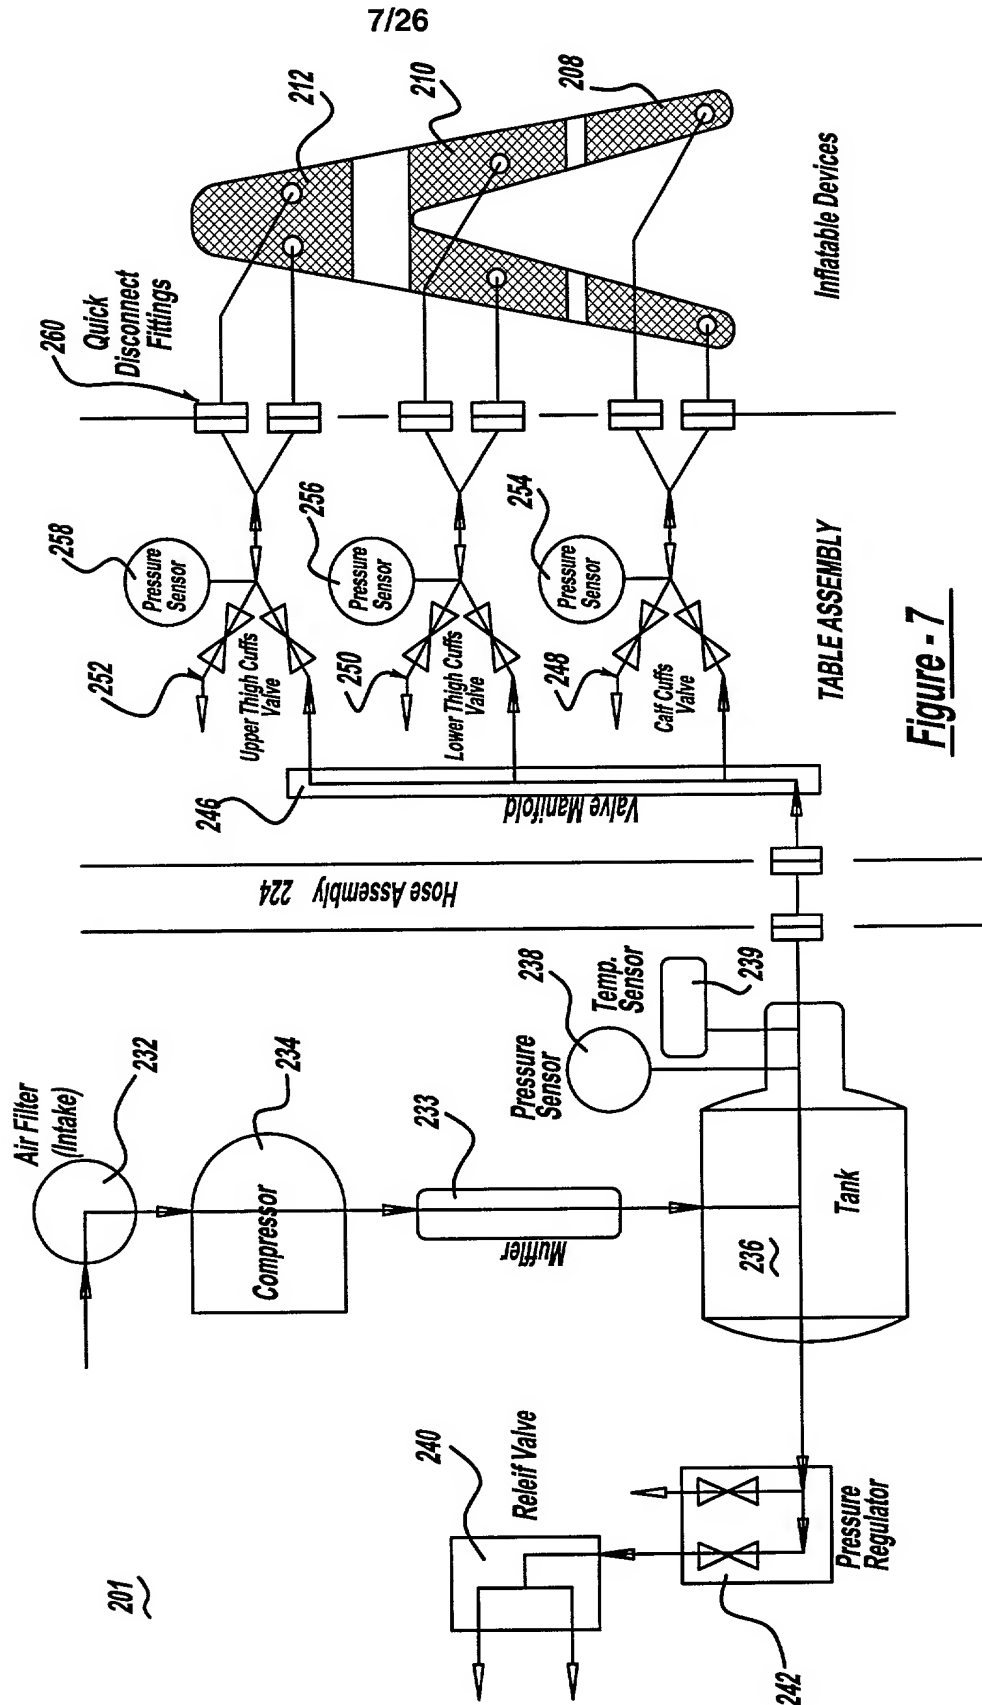 7/26
201
Air Filter
(Intake)
232
Compressor
234
Muffler
233
Tank
236
Pressure
Sensor
238
Temp.
Sensor
239
Releif Valve
240
Pressure
Regulator
242
Hose Assembly 224
Valve Manifold
246
252
Upper Thigh Cuffs
Valve
258
Pressure
Sensor
250
Lower Thigh Cuffs
Valve
256
Pressure
Sensor
248
Calf Cuffs
Valve
254
Pressure
Sensor
260
Quick
Disconnect
Fittings
212
210
208
TABLE ASSEMBLY
Inflatable Devices
Figure - 7